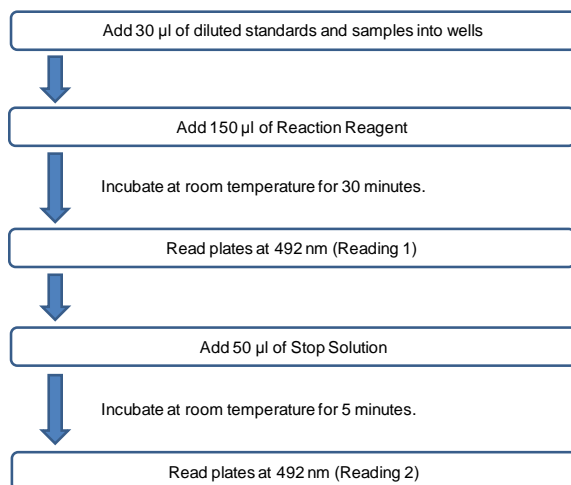 Add 30 µl of diluted standards and samples into wells
Add 150 µl of Reaction Reagent
Incubate at room temperature for 30 minutes.
Read plates at 492 nm (Reading 1)
Add 50 µl of Stop Solution
Incubate at room temperature for 5 minutes.
Read plates at 492 nm (Reading 2)